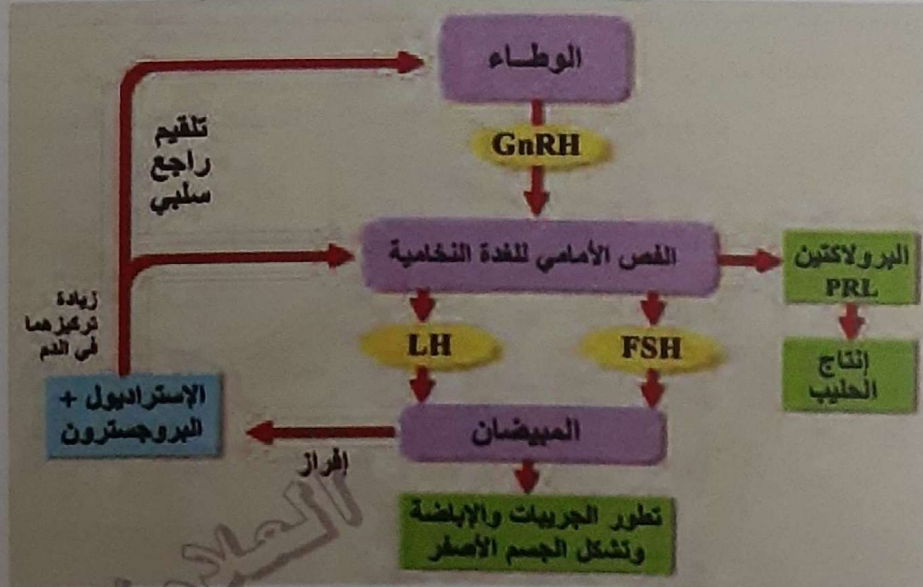 الوطـاء
تلقيم
راجع
سلبي
GnRH
الفص الأمامي للغدة النخامية
البرولاكتين
PRL
زيادة
تركيزهما
في الدم
LH
FSH
إنتاج
الحليب
الإستراديول +
البروجسترون
المبيضان
إفراز
تطور الجريبات والإباضة
وتشكل الجسم الأصفر